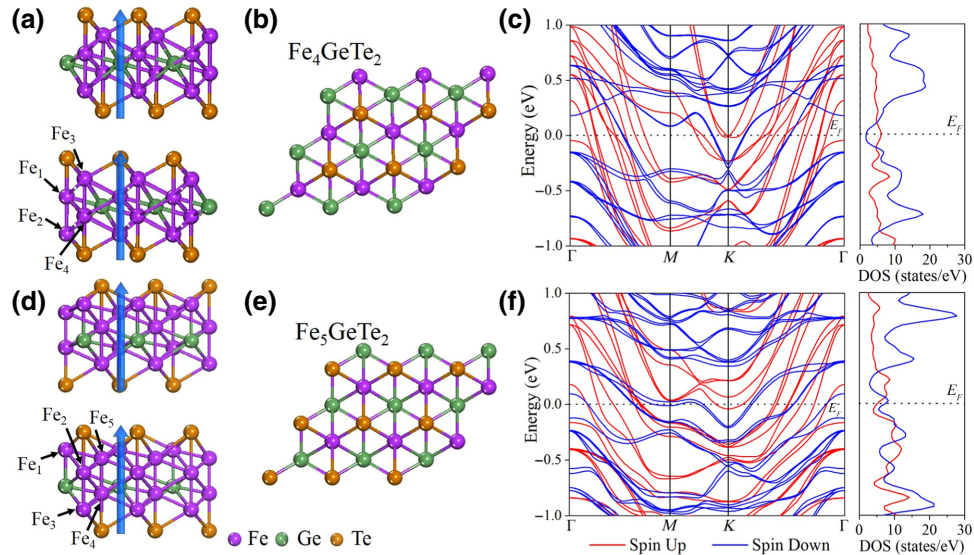 (a)
Fe3
Fe1
Fe2
Fe4
(b)
Fe4GeTe2
(c)
Energy (eV)
1.0
0.5
0.0
−0.5
−1.0
EF
Γ
M
K
Γ
EF
0
10
20
30
DOS (states/eV)
(d)
Fe2
Fe5
Fe1
Fe3
Fe4
(e)
Fe5GeTe2
Fe
Ge
Te
(f)
Energy (eV)
1.0
0.5
0.0
−0.5
−1.0
EF
Γ
M
K
Γ
Spin Up
Spin Down
EF
0
10
20
30
DOS (states/eV)